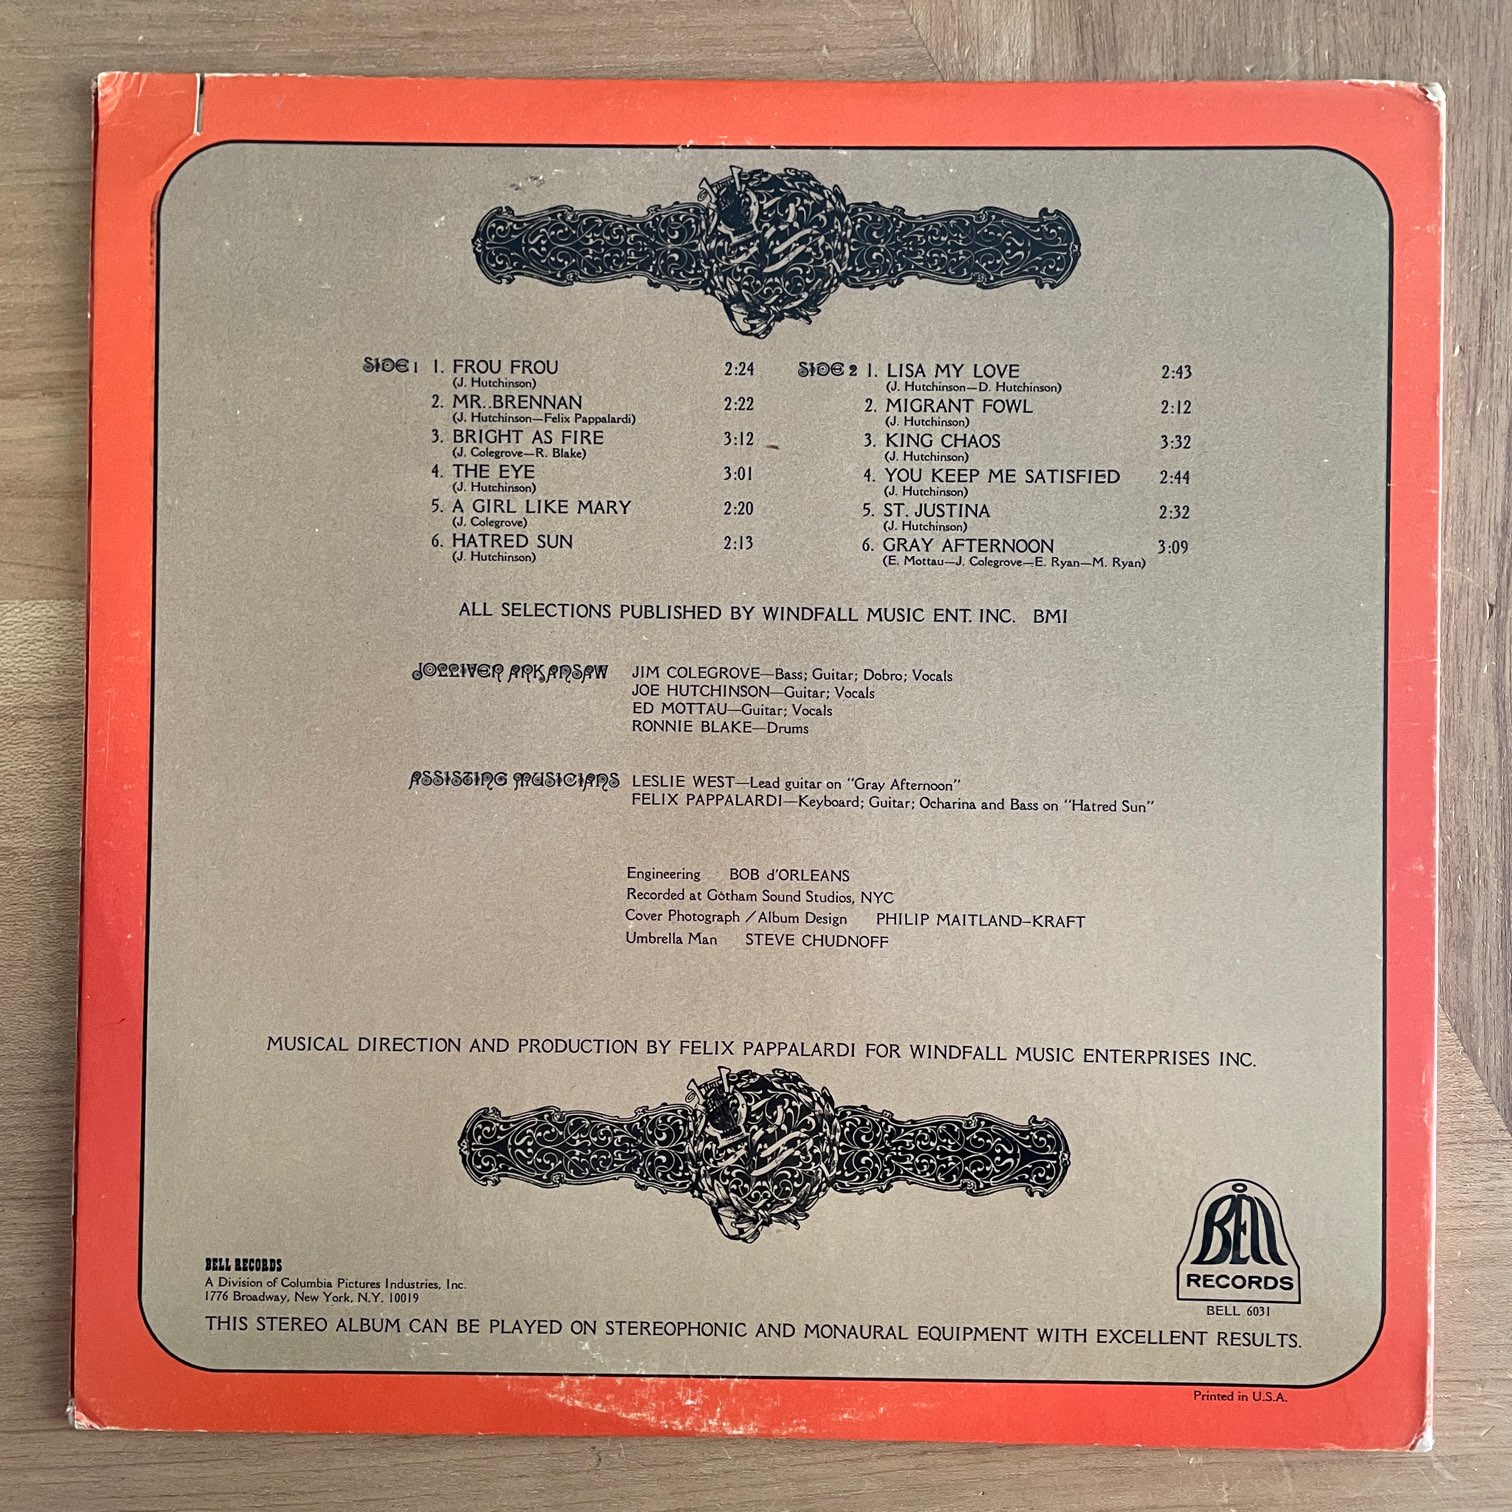 SIDE 1 1. FROU FROU 2:24
(J. Hutchinson)
2. MR..BRENNAN 2:22
(J. Hutchinson—Felix Pappalardi)
3. BRIGHT AS FIRE 3:12
(J. Colegrove—R. Blake)
4. THE EYE 3:01
(J. Hutchinson)
5. A GIRL LIKE MARY 2:20
(J. Colegrove)
6. HATRED SUN 2:13
(J. Hutchinson)
SIDE 2 1. LISA MY LOVE 2:43
(J. Hutchinson—D. Hutchinson)
2. MIGRANT FOWL 2:12
(J. Hutchinson)
3. KING CHAOS 3:32
(J. Hutchinson)
4. YOU KEEP ME SATISFIED 2:44
(J. Hutchinson)
5. ST. JUSTINA 2:32
(J. Hutchinson)
6. GRAY AFTERNOON 3:09
(E. Mottau—J. Colegrove—E. Ryan—M. Ryan)
ALL SELECTIONS PUBLISHED BY WINDFALL MUSIC ENT. INC. BMI
JOLLIVER ARKANSAW JIM COLEGROVE—Bass; Guitar; Dobro; Vocals
JOE HUTCHINSON—Guitar; Vocals
ED MOTTAU—Guitar; Vocals
RONNIE BLAKE—Drums
ASSISTING MUSICIANS LESLIE WEST—Lead guitar on "Gray Afternoon"
FELIX PAPPALARDI—Keyboard; Guitar; Ocharina and Bass on "Hatred Sun"
Engineering BOB d'ORLEANS
Recorded at Gotham Sound Studios, NYC
Cover Photograph / Album Design PHILIP MAITLAND-KRAFT
Umbrella Man STEVE CHUDNOFF
MUSICAL DIRECTION AND PRODUCTION BY FELIX PAPPALARDI FOR WINDFALL MUSIC ENTERPRISES INC.
BELL RECORDS
A Division of Columbia Pictures Industries, Inc.
1776 Broadway, New York, N.Y. 10019
BELL
RECORDS
BELL 6031
THIS STEREO ALBUM CAN BE PLAYED ON STEREOPHONIC AND MONAURAL EQUIPMENT WITH EXCELLENT RESULTS.
Printed in U.S.A.